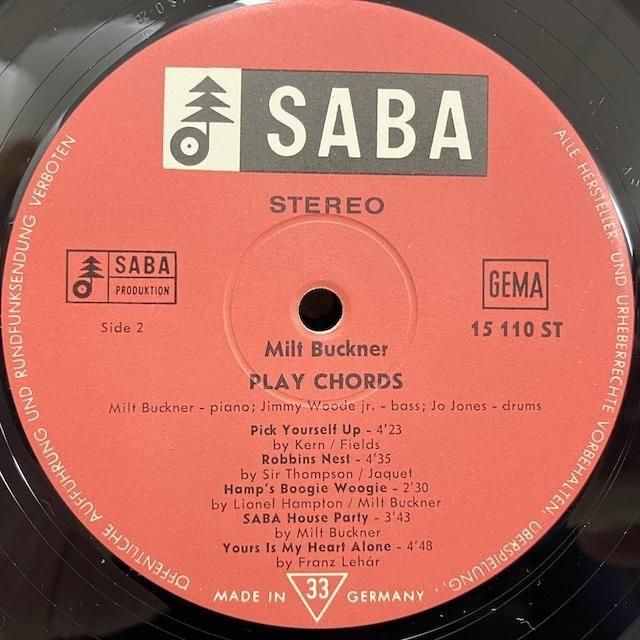 SABA
STEREO
SABA
PRODUKTION
GEMA
Side 2
15 110 ST
Milt Buckner
PLAY CHORDS
Milt Buckner - piano; Jimmy Woode jr. - bass; Jo Jones - drums
Pick Yourself Up - 4'23
by Kern / Fields
Robbins Nest - 4'35
by Sir Thompson / Jaquet
Hamp's Boogie Woogie - 2'30
by Lionel Hampton / Milt Buckner
SABA House Party - 3'43
by Milt Buckner
Yours Is My Heart Alone - 4'48
by Franz Lehár
MADE IN 33 GERMANY
ALLE HERSTELLER- UND URHEBERRECHTE VORBEHALTEN, ÜBERSPIELUNG,
ÖFFENTLICHE AUFFÜHRUNG UND RUNDFUNKSENDUNG VERBOTEN